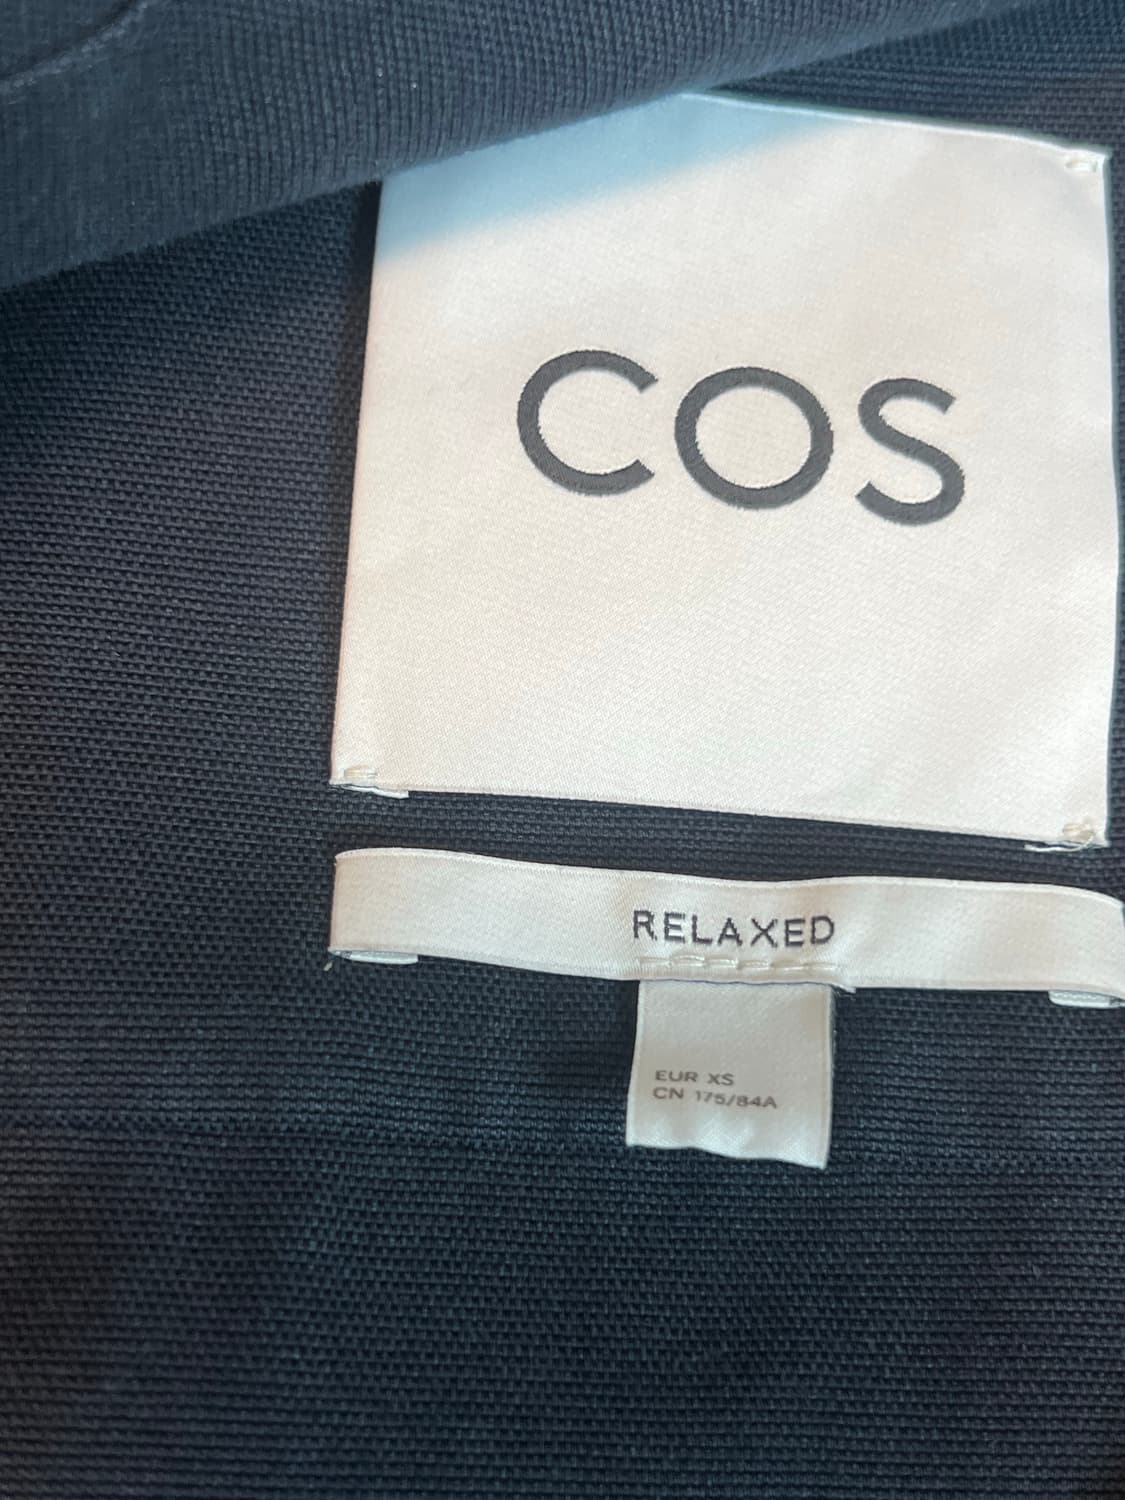 COS
RELAXED
EUR XS
CN 175/84A